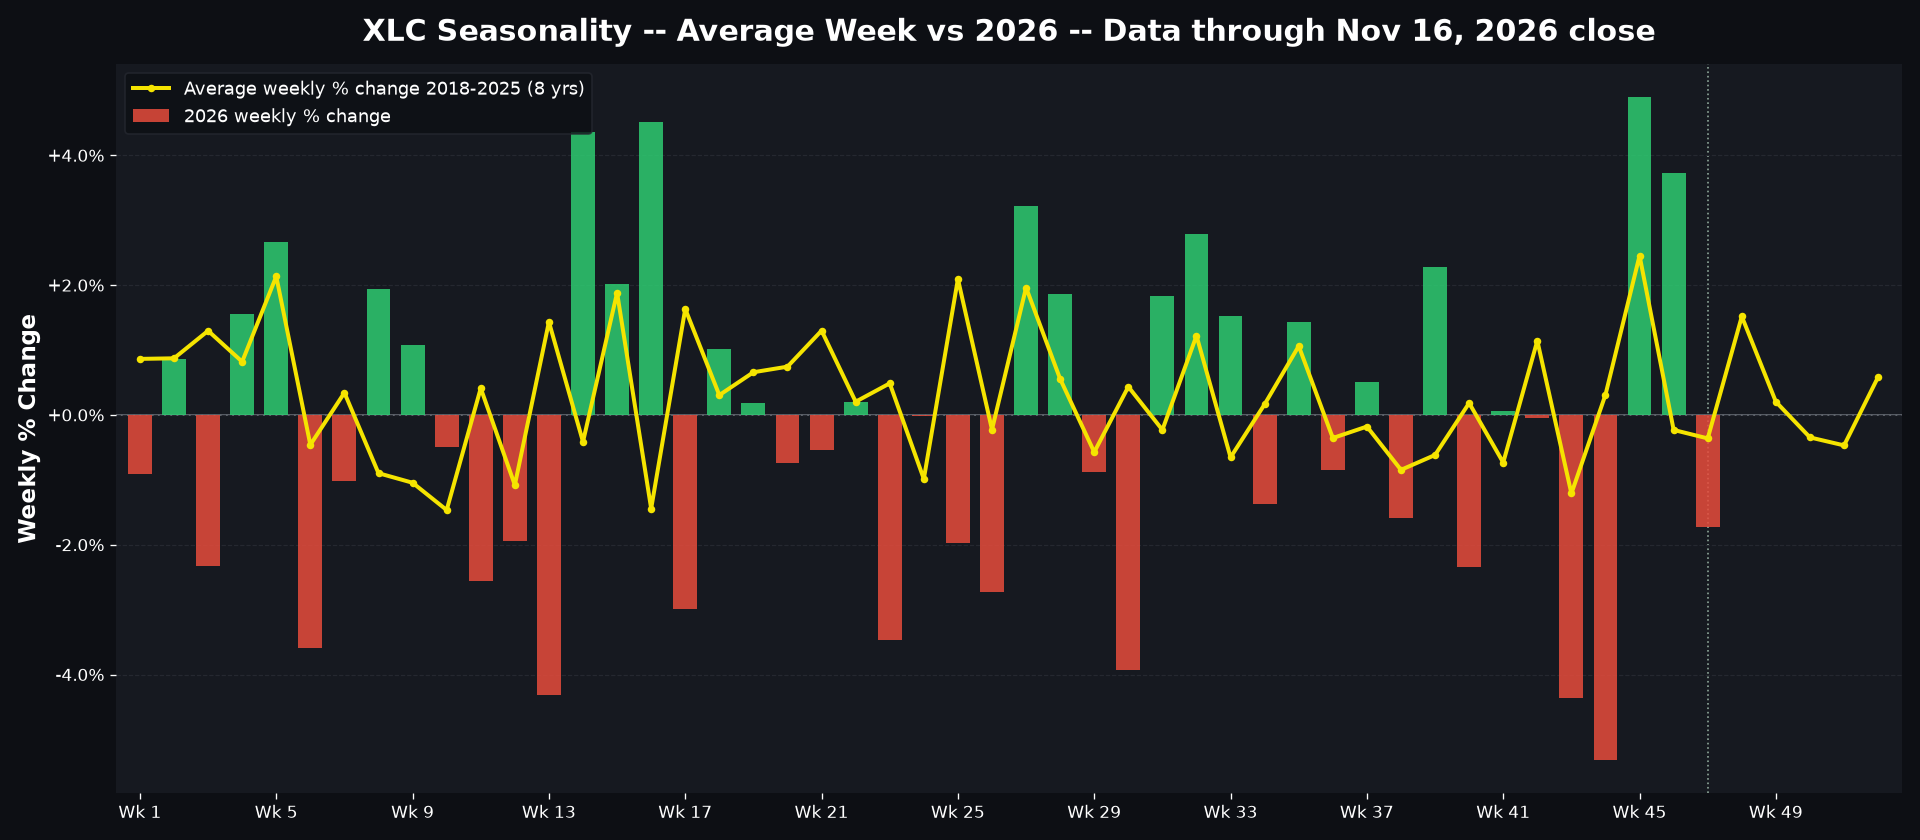 XLC Seasonality -- Average Week vs 2026 -- Data through Nov 16, 2026 close
Average weekly % change 2018-2025 (8 yrs)
2026 weekly % change
Weekly % Change
+4.0%
+2.0%
+0.0%
-2.0%
-4.0%
Wk 1 Wk 5 Wk 9 Wk 13 Wk 17 Wk 21 Wk 25 Wk 29 Wk 33 Wk 37 Wk 41 Wk 45 Wk 49